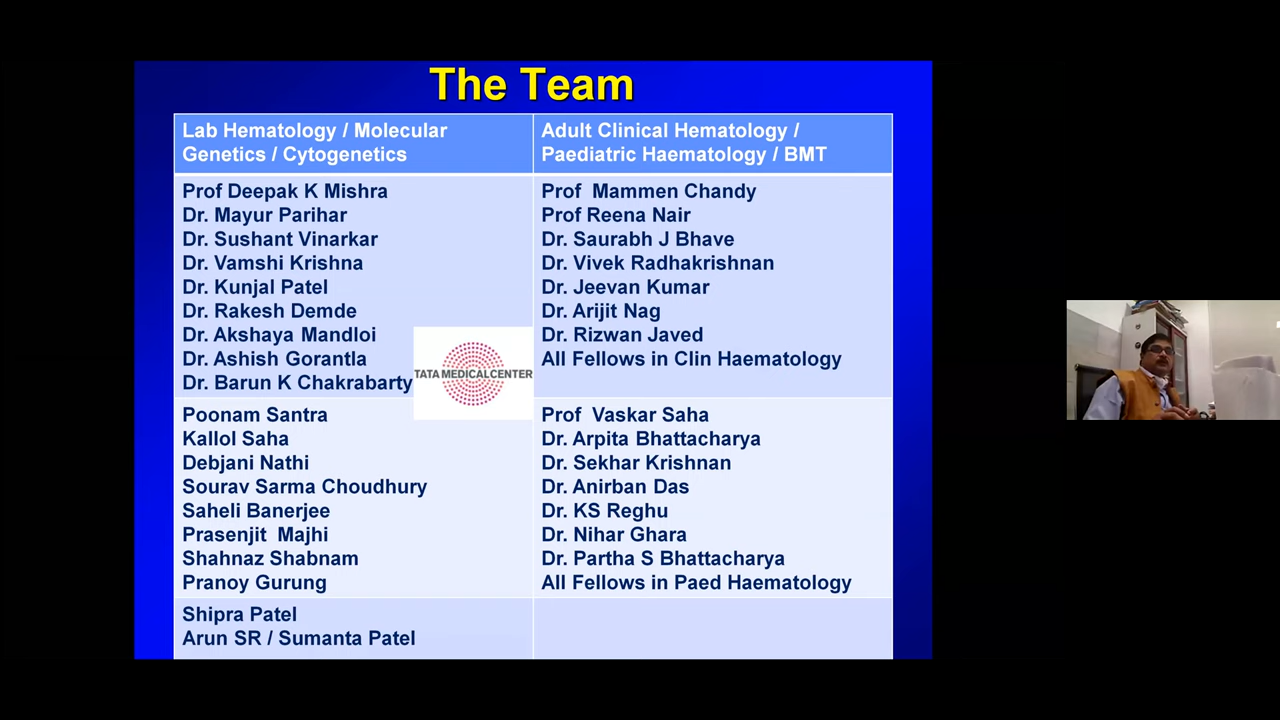 The Team
Lab Hematology / Molecular
Genetics / Cytogenetics
Adult Clinical Hematology /
Paediatric Haematology / BMT
Prof Deepak K Mishra
Dr. Mayur Parihar
Dr. Sushant Vinarkar
Dr. Vamshi Krishna
Dr. Kunjal Patel
Dr. Rakesh Demde
Dr. Akshaya Mandloi
Dr. Ashish Gorantla
Dr. Barun K Chakrabarty
TATA MEDICAL CENTER
Prof Mammen Chandy
Prof Reena Nair
Dr. Saurabh J Bhave
Dr. Vivek Radhakrishnan
Dr. Jeevan Kumar
Dr. Arijit Nag
Dr. Rizwan Javed
All Fellows in Clin Haematology
Poonam Santra
Kallol Saha
Debjani Nathi
Sourav Sarma Choudhury
Saheli Banerjee
Prasenjit Majhi
Shahnaz Shabnam
Pranoy Gurung
Prof Vaskar Saha
Dr. Arpita Bhattacharya
Dr. Sekhar Krishnan
Dr. Anirban Das
Dr. KS Reghu
Dr. Nihar Ghara
Dr. Partha S Bhattacharya
All Fellows in Paed Haematology
Shipra Patel
Arun SR / Sumanta Patel